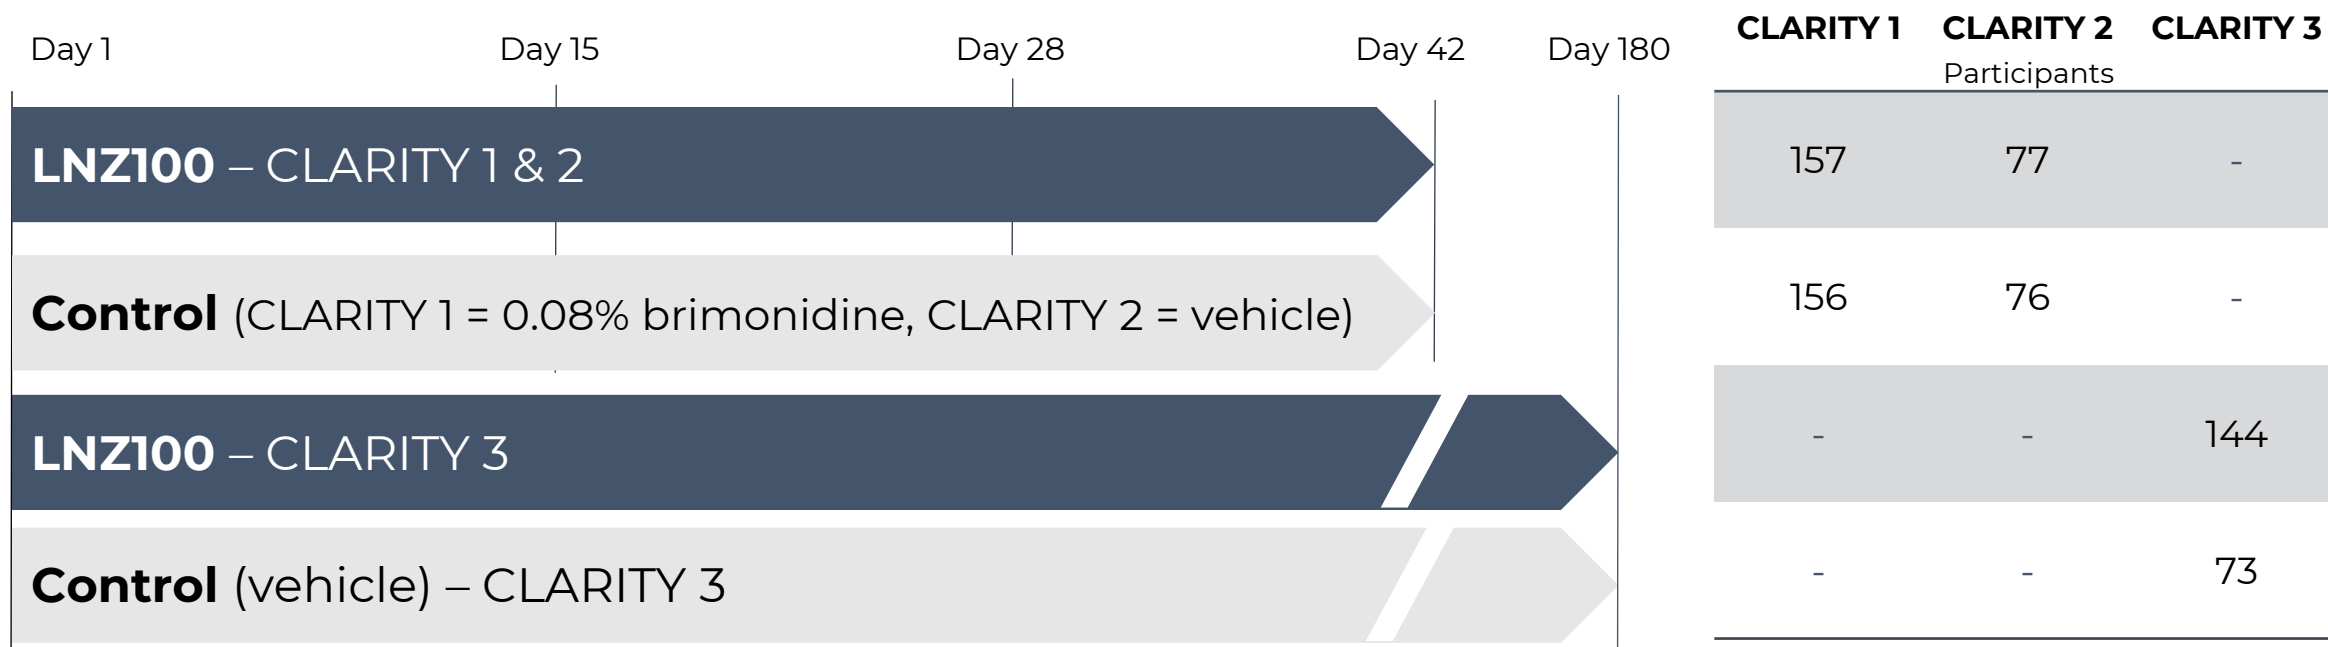 Day 1 Day 15 Day 28 Day 42 Day 180
CLARITY 1 CLARITY 2 CLARITY 3
Participants
LNZ100 – CLARITY 1 & 2 157 77 -
Control (CLARITY 1 = 0.08% brimonidine, CLARITY 2 = vehicle) 156 76 -
LNZ100 – CLARITY 3 - - 144
Control (vehicle) – CLARITY 3 - - 73